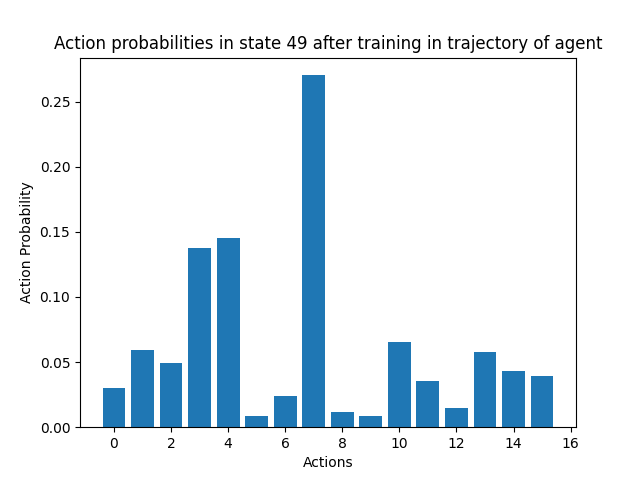 Action probabilities in state 49 after training in trajectory of agent
Action Probability
0.25
0.20
0.15
0.10
0.05
0.00
0 2 4 6 8 10 12 14 16
Actions